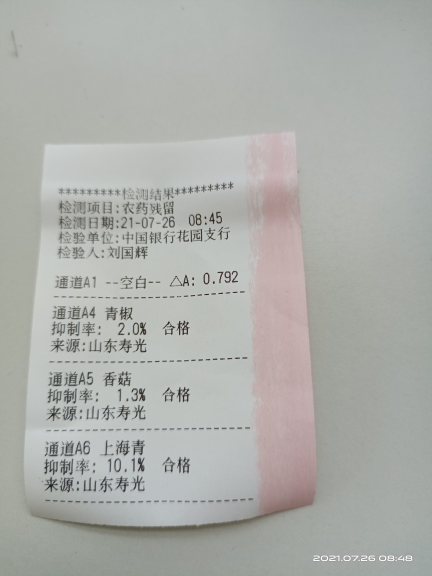 *********检测结果*********
检测项目:农药残留
检测日期:21-07-26 08:45
检验单位:中国银行花园支行
检验人:刘国辉
通道A1 --空白-- △A: 0.792
通道A4 青椒
抑制率: 2.0% 合格
来源:山东寿光
通道A5 香菇
抑制率: 1.3% 合格
来源:山东寿光
通道A6 上海青
抑制率: 10.1% 合格
来源:山东寿光
2021.07.26 08:48